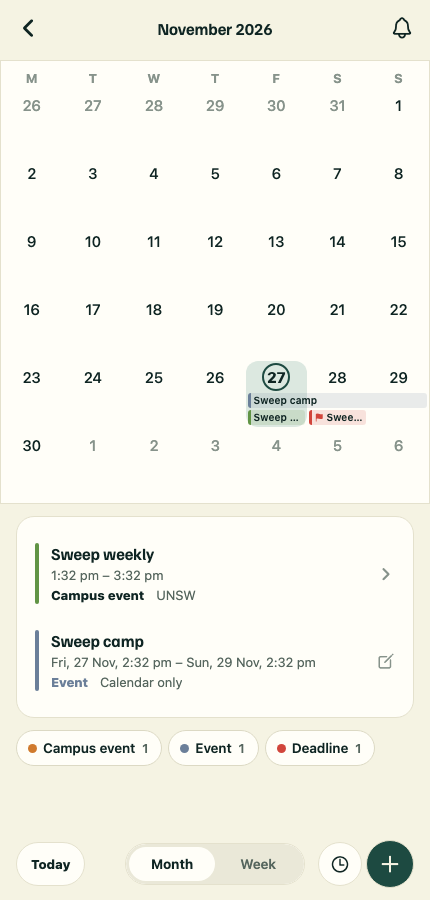 November 2026
M T W T F S S
26 27 28 29 30 31 1
2 3 4 5 6 7 8
9 10 11 12 13 14 15
16 17 18 19 20 21 22
23 24 25 26 27 28 29
Sweep camp
Sweep ... Swee...
30 1 2 3 4 5 6
Sweep weekly
1:32 pm – 3:32 pm
Campus event UNSW
Sweep camp
Fri, 27 Nov, 2:32 pm – Sun, 29 Nov, 2:32 pm
Event Calendar only
Campus event 1 Event 1 Deadline 1
Today Month Week